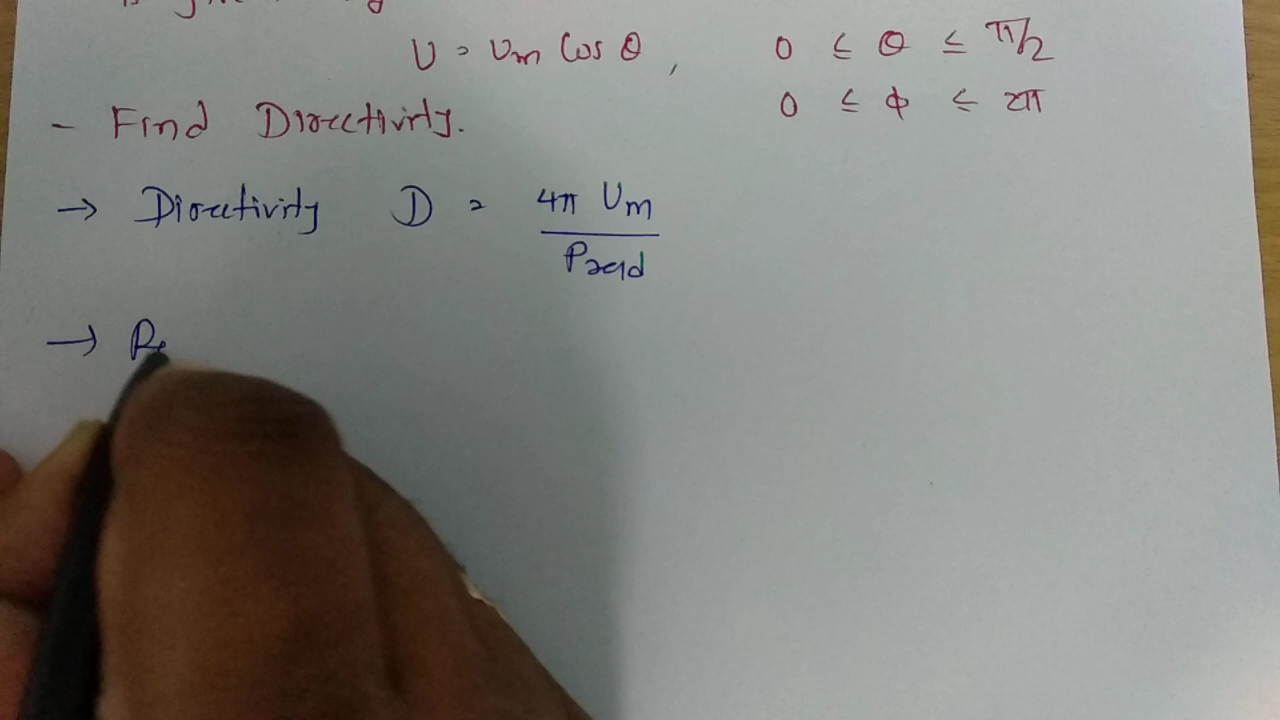 U = Um Cos θ, 0 ≤ θ ≤ π/2
0 ≤ φ ≤ 2π
- Find Directivity.
→ Directivity D = 4π Um / Prad
→ R